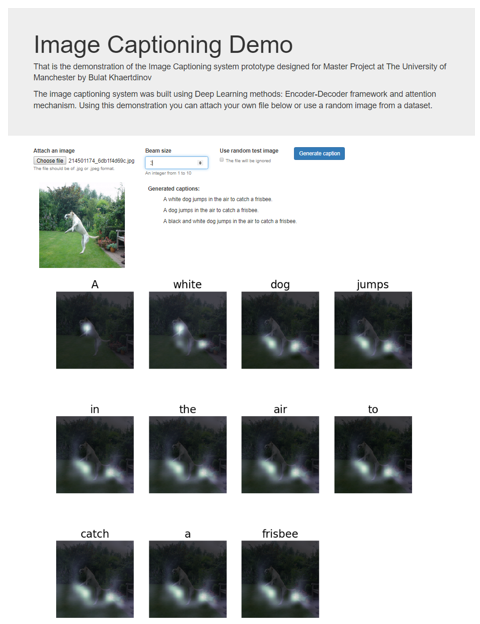 Image Captioning Demo
That is the demonstration of the Image Captioning system prototype designed for Master Project at The University of
Manchester by Bulat Khaertdinov
The image captioning system was built using Deep Learning methods: Encoder-Decoder framework and attention
mechanism. Using this demonstration you can attach your own file below or use a random image from a dataset.
Attach an image
Choose file 214501174_6db1f4d69c.jpg
The file should be of .jpg or .jpeg format.
Beam size
3
An integer from 1 to 10
Use random test image
The file will be ignored
Generate caption
Generated captions:
A white dog jumps in the air to catch a frisbee.
A dog jumps in the air to catch a frisbee.
A black and white dog jumps in the air to catch a frisbee.
A white dog jumps
in the air to
catch a frisbee